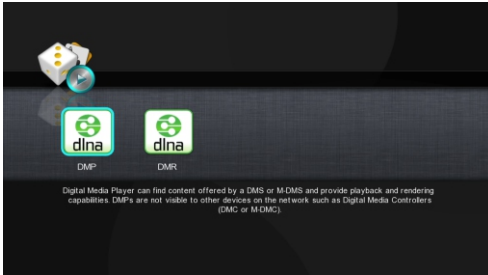 dlna dlna
DMP DMR
Digital Media Player can find content offered by a DMS or M-DMS and provide playback and rendering
capabilities. DMPs are not visible to other devices on the network such as Digital Media Controllers
(DMC or M-DMC).